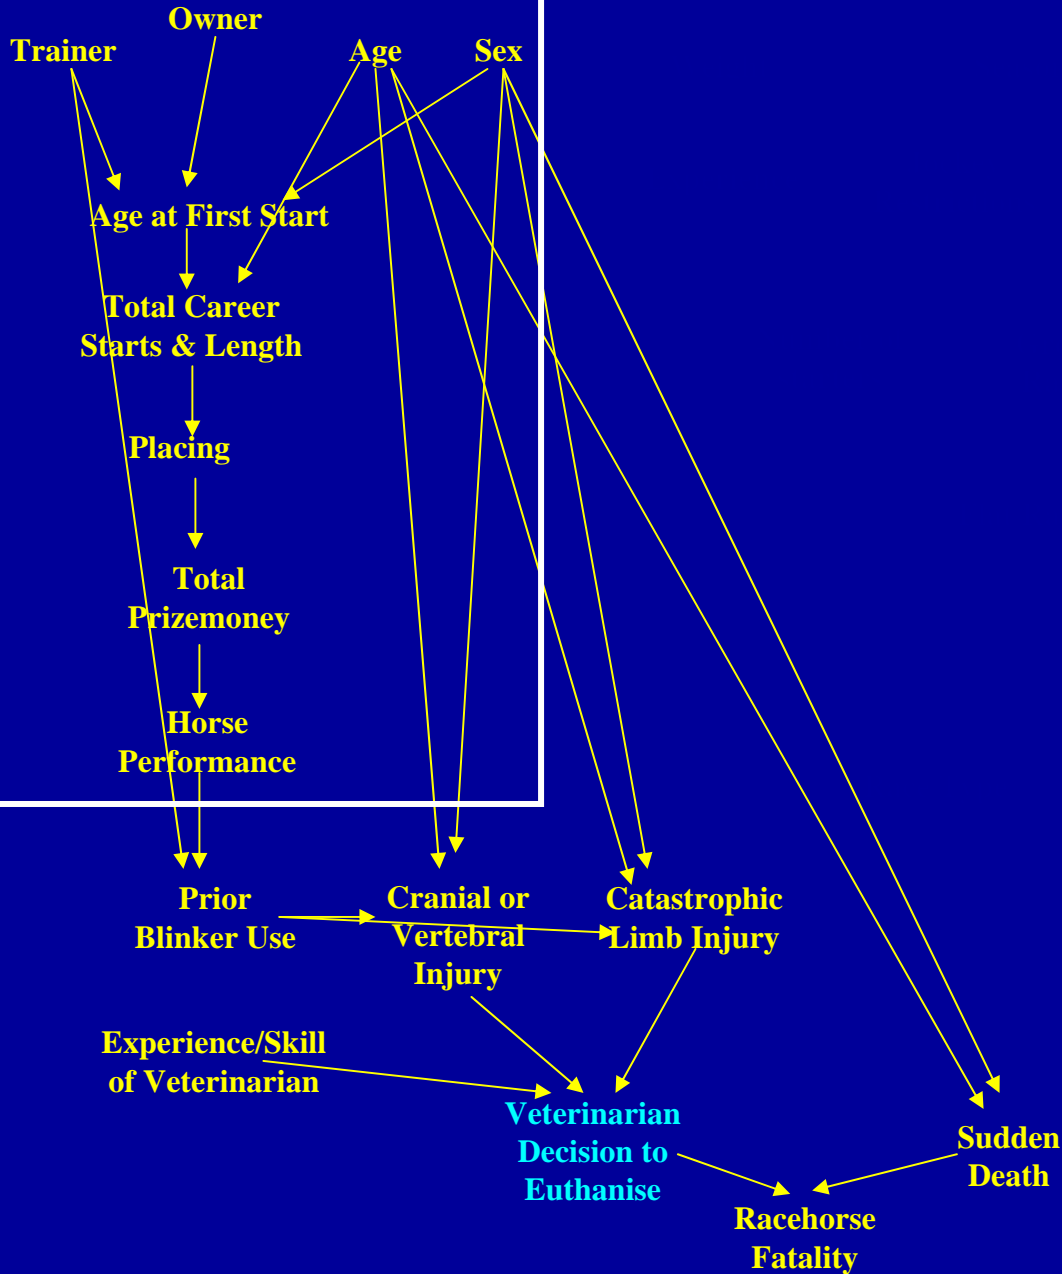 Owner
Trainer
Age
Sex
Age at First Start
Total Career
Starts & Length
Placing
Total
Prizemoney
Horse
Performance
Prior
Blinker Use
Cranial or
Vertebral
Injury
Catastrophic
Limb Injury
Experience/Skill
of Veterinarian
Veterinarian
Decision to
Euthanise
Sudden
Death
Racehorse
Fatality